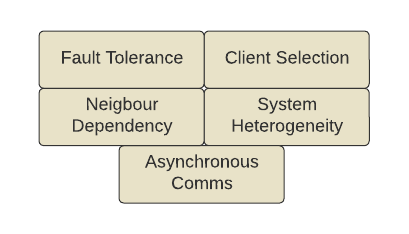 Fault Tolerance
Client Selection
Neigbour
Dependency
System
Heterogeneity
Asynchronous
Comms